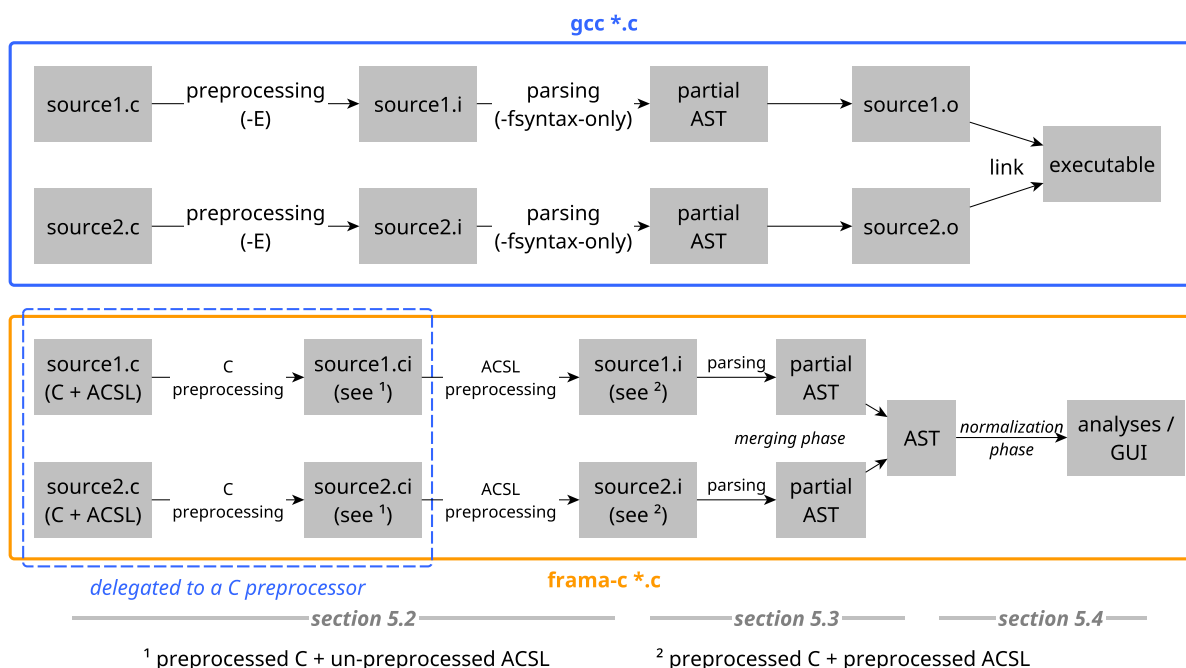 gcc *.c
source1.c
preprocessing
(-E)
source1.i
parsing
(-fsyntax-only)
partial
AST
source1.o
link
executable
source2.c
preprocessing
(-E)
source2.i
parsing
(-fsyntax-only)
partial
AST
source2.o
source1.c
(C + ACSL)
C
preprocessing
source1.ci
(see ¹)
ACSL
preprocessing
source1.i
(see ²)
parsing
partial
AST
merging phase
AST
normalization
phase
analyses /
GUI
source2.c
(C + ACSL)
C
preprocessing
source2.ci
(see ¹)
ACSL
preprocessing
source2.i
(see ²)
parsing
partial
AST
delegated to a C preprocessor
frama-c *.c
section 5.2
section 5.3
section 5.4
¹ preprocessed C + un-preprocessed ACSL
² preprocessed C + preprocessed ACSL